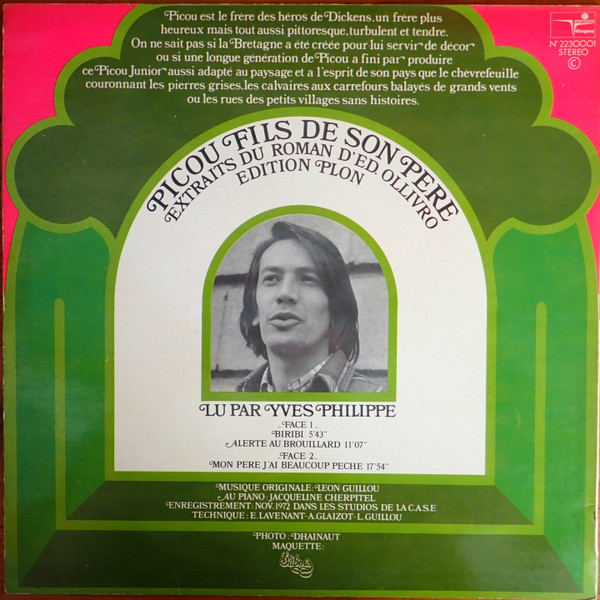 Picou est le frère des héros de Dickens, un frère plus
heureux mais tout aussi pittoresque, turbulent et tendre.
On ne sait pas si la Bretagne a été créée pour lui servir de décor
ou si une longue génération de Picou a fini par produire
ce Picou Junior aussi adapté au paysage et a l'esprit de son pays que le chèvrefeuille
couronnant les pierres grises, les calvaires aux carrefours balayés de grands vents
ou les rues des petits villages sans histoires.
N° 2230001
STEREO
©
PICOU FILS DE SON PERE
EXTRAITS DU ROMAN D'ED. OLLIVRO
EDITION PLON
LU PAR YVES PHILIPPE
.FACE 1.
BIRIBI 5'43"
ALERTE AU BROUILLARD 11'07"
.FACE 2.
MON PERE J'AI BEAUCOUP PECHE 17'54"
MUSIQUE ORIGINALE: LEON GUILLOU
AU PIANO: JACQUELINE CHERPITEL
ENREGISTREMENT: NOV. 1972 DANS LES STUDIOS DE LA C.A.S.E
TECHNIQUE: E. LAVENANT-A. GLAIZOT-L. GUILLOU
PHOTO: DHAINAUT
MAQUETTE: